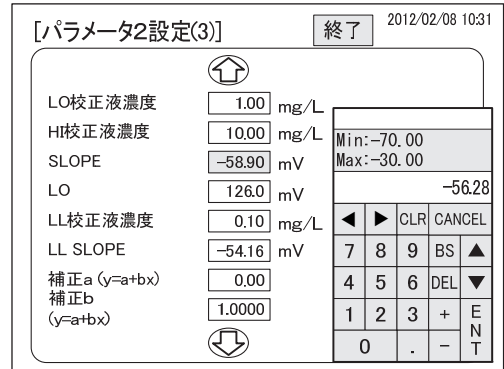 [パラメータ2設定(3)] 終了 2012/02/08 10:31
LO校正液濃度 1.00 mg/L
HI校正液濃度 10.00 mg/L
SLOPE -58.90 mV
LO 126.0 mV
LL校正液濃度 0.10 mg/L
LL SLOPE -54.16 mV
補正a (y=a+bx) 0.00
補正b
(y=a+bx) 1.0000
Min:-70.00
Max:-30.00
-56.28
◀ ▶ CLR CANCEL
7 8 9 BS ▲
4 5 6 DEL ▼
1 2 3 + ENT
0 . -